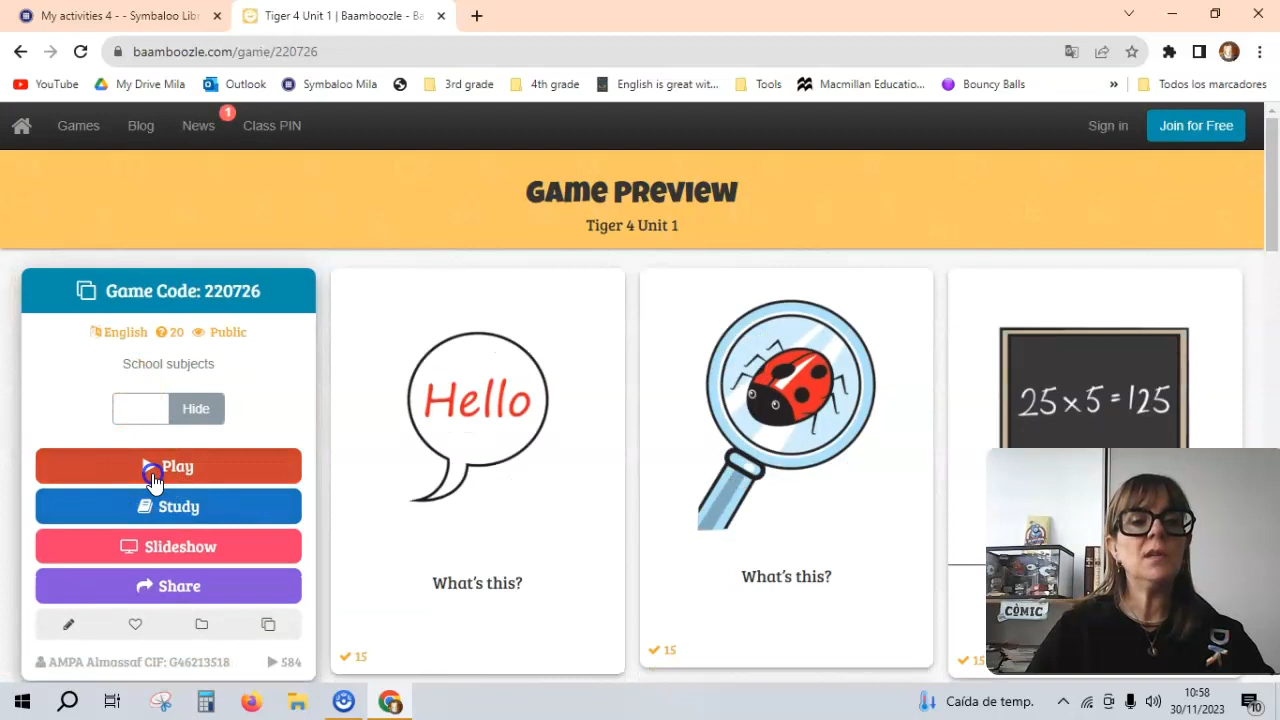 My activities 4 - - Symbaloo Lib
Tiger 4 Unit 1 | Baamboozle - Ba
baamboozle.com/game/220726
YouTube
My Drive Mila
Outlook
Symbaloo Mila
3rd grade
4th grade
English is great wit...
Tools
Macmillan Educatio...
Bouncy Balls
»
Todos los marcadores
Games
Blog
News
1
Class PIN
Sign in
Join for Free
Game Preview
Tiger 4 Unit 1
Game Code: 220726
English
20
Public
School subjects
Hide
Play
Study
Slideshow
Share
AMPA Almassaf CIF: G46213518
584
Hello
What's this?
15
What's this?
15
25x5=125
15
CÒMIC
Caída de temp.
10:58
30/11/2023
10